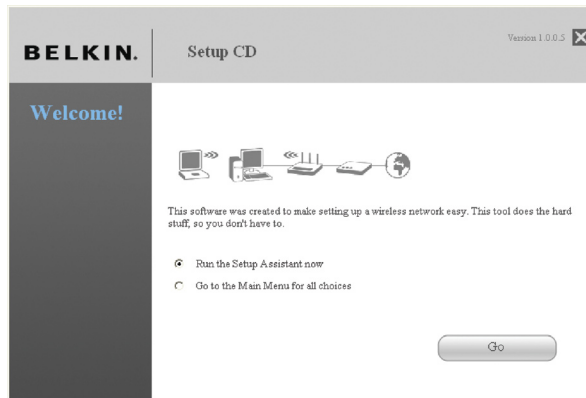 BELKIN.
Setup CD
Version 1.0.0.5
Welcome!
This software was created to make setting up a wireless network easy. This tool does the hard
stuff, so you don't have to.
Run the Setup Assistant now
Go to the Main Menu for all choices
Go